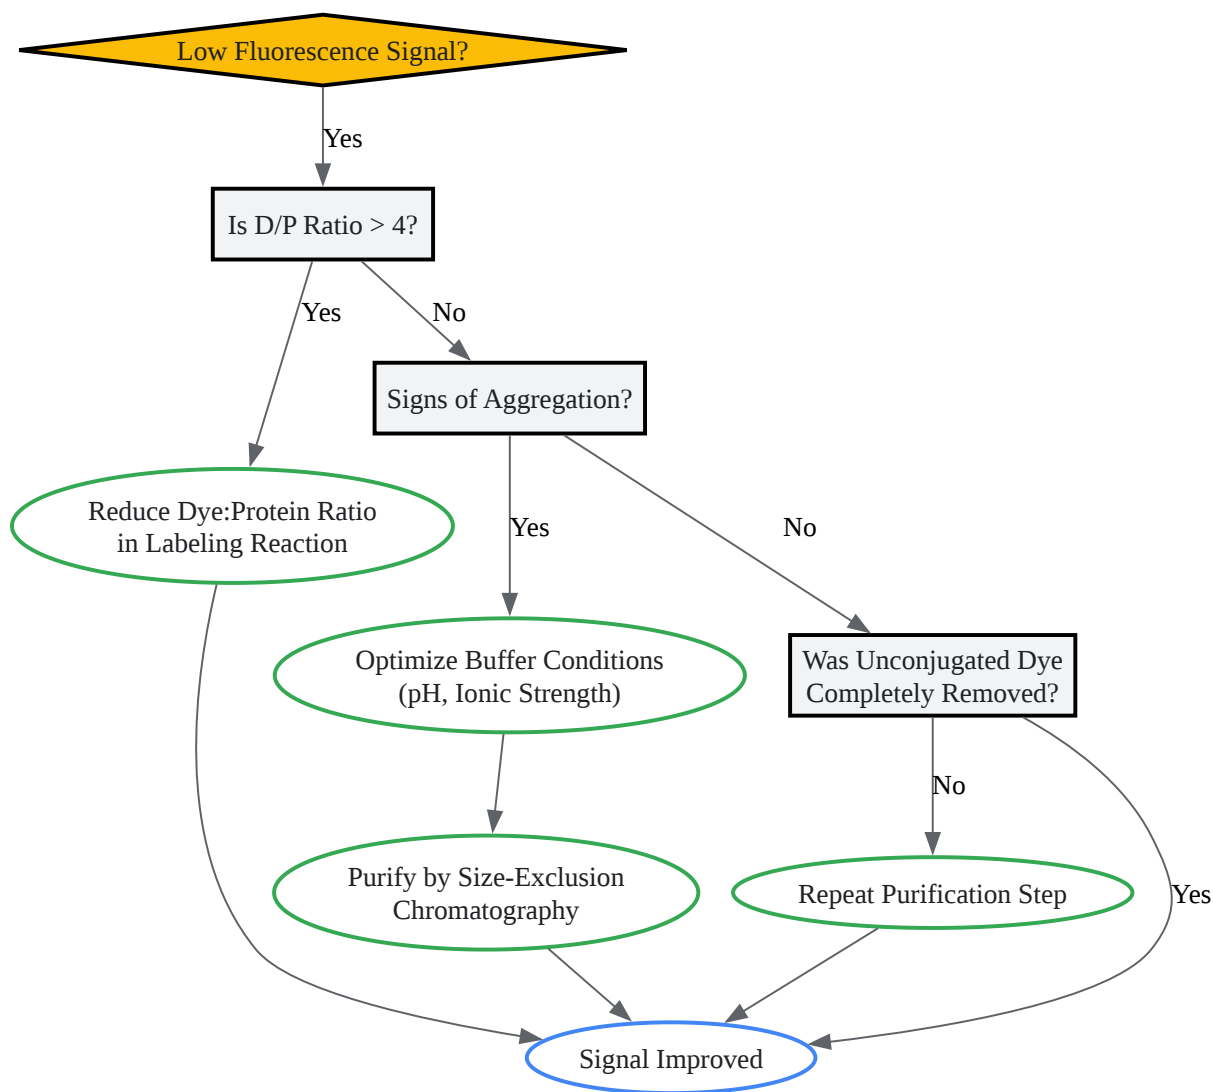 Low Fluorescence Signal?
Yes
Is D/P Ratio > 4?
Yes
No
Signs of Aggregation?
Reduce Dye:Protein Ratio
in Labeling Reaction
Yes
No
Optimize Buffer Conditions
(pH, Ionic Strength)
Was Unconjugated Dye
Completely Removed?
No
Purify by Size-Exclusion
Chromatography
Repeat Purification Step
Yes
Signal Improved